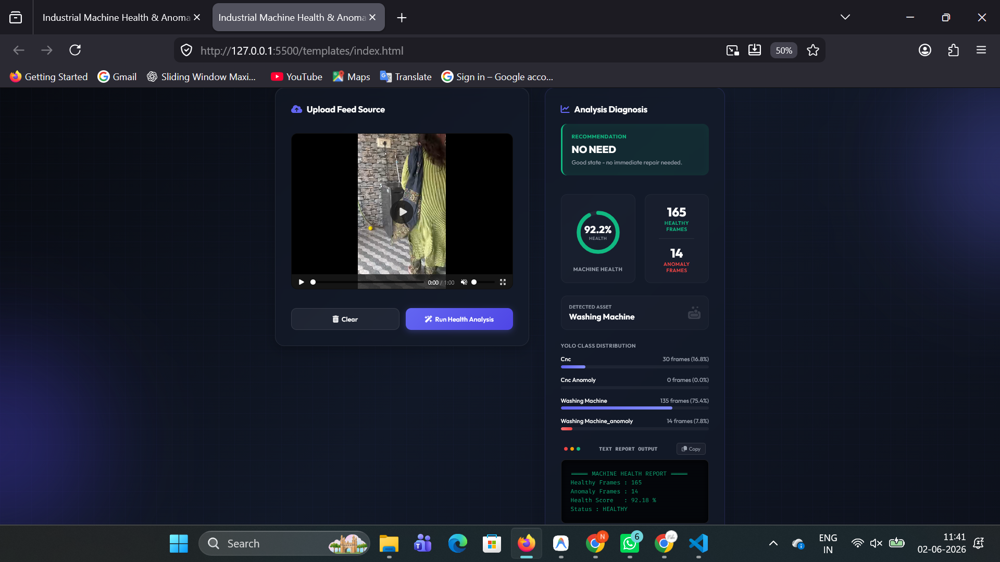 Industrial Machine Health & Anoma
Industrial Machine Health & Anoma
http://127.0.0.1:5500/templates/index.html
50%
Getting Started
Gmail
Sliding Window Maxi...
YouTube
Maps
Translate
Sign in – Google acco...
Upload Feed Source
0:00 / 1:00
Clear
Run Health Analysis
Analysis Diagnosis
RECOMMENDATION
NO NEED
Good state - no immediate repair needed.
92.2%
HEALTH
MACHINE HEALTH
165
HEALTHY
FRAMES
14
ANOMALY
FRAMES
DETECTED ASSET
Washing Machine
YOLO CLASS DISTRIBUTION
Cnc 30 frames (16.8%)
Cnc Anomoly 0 frames (0.0%)
Washing Machine 135 frames (75.4%)
Washing Machine_anomoly 14 frames (7.8%)
TEXT REPORT OUTPUT
Copy
===== MACHINE HEALTH REPORT =====
Healthy Frames : 165
Anomaly Frames : 14
Health Score : 92.18 %
Status : HEALTHY
Search
N
6
ENG
IN
11:41
02-06-2026